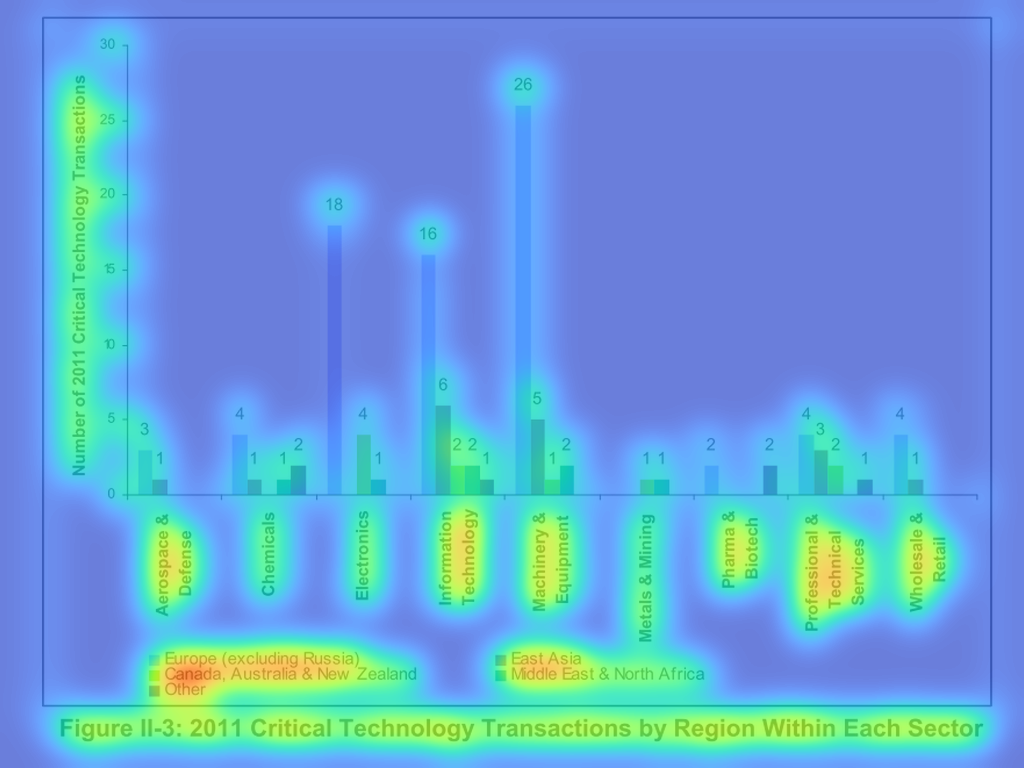 30
25
20
15
10
5
0
Number of 2011 Critical Technology Transactions
3
1
4
1
1
2
18
4
1
16
6
2
2
1
26
5
1
2
1
1
2
2
4
3
2
1
4
1
Aerospace &
Defense
Chemicals
Electronics
Information
Technology
Machinery &
Equipment
Metals & Mining
Pharma &
Biotech
Professional &
Technical
Services
Wholesale &
Retail
Europe (excluding Russia)
East Asia
Canada, Australia & New Zealand
Middle East & North Africa
Other
Figure II-3: 2011 Critical Technology Transactions by Region Within Each Sector